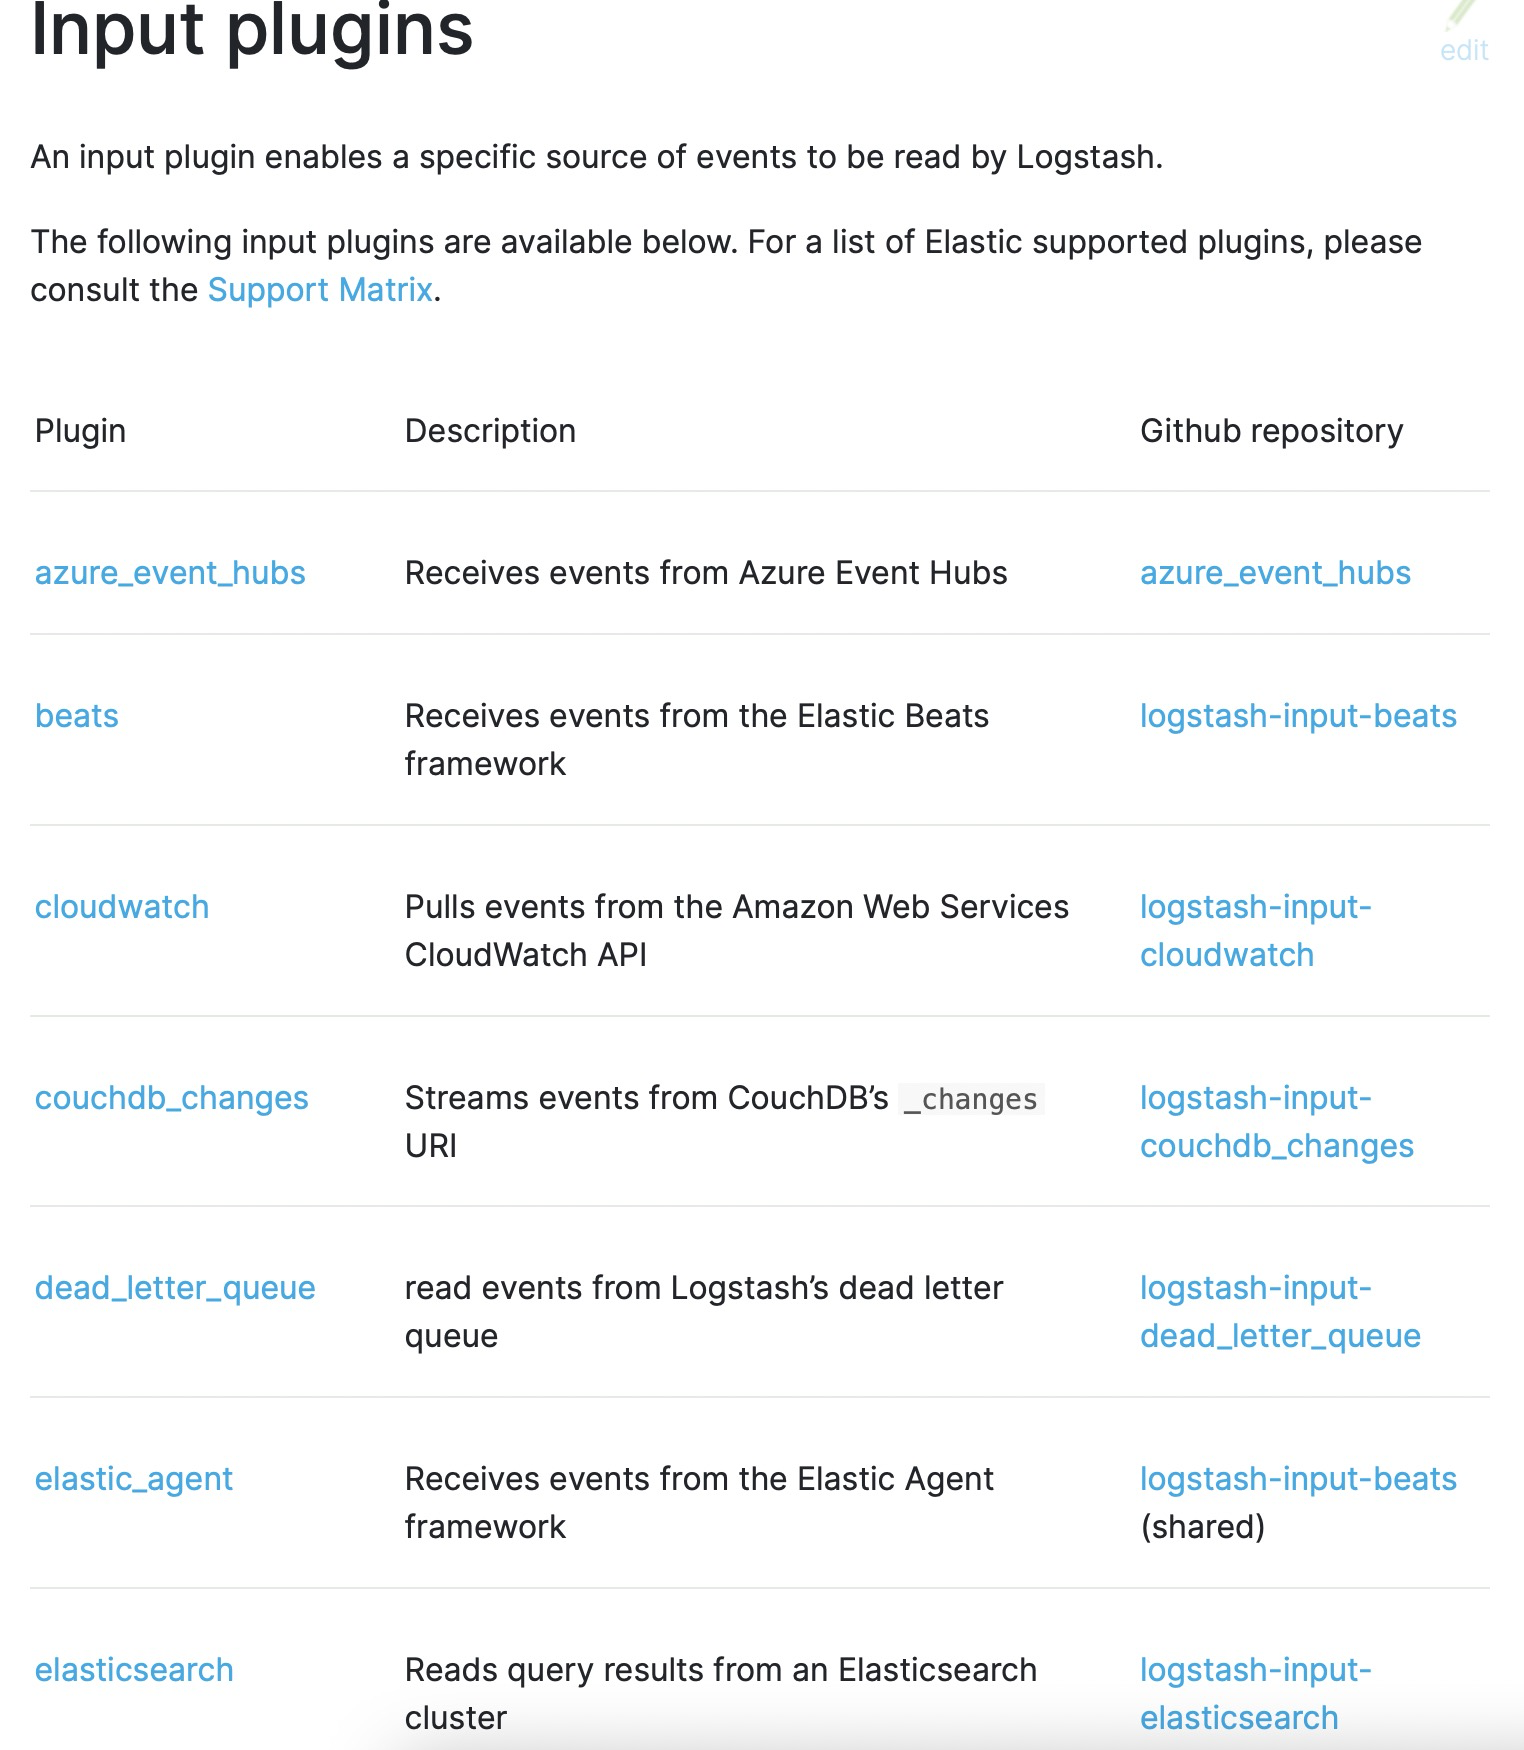 Input plugins
edit
An input plugin enables a specific source of events to be read by Logstash.
The following input plugins are available below. For a list of Elastic supported plugins, please
consult the Support Matrix.
Plugin Description Github repository
azure_event_hubs Receives events from Azure Event Hubs azure_event_hubs
beats Receives events from the Elastic Beats logstash-input-beats
framework
cloudwatch Pulls events from the Amazon Web Services logstash-input-
CloudWatch API cloudwatch
couchdb_changes Streams events from CouchDB’s _changes logstash-input-
URI couchdb_changes
dead_letter_queue read events from Logstash’s dead letter logstash-input-
queue dead_letter_queue
elastic_agent Receives events from the Elastic Agent logstash-input-beats
framework (shared)
elasticsearch Reads query results from an Elasticsearch logstash-input-
cluster elasticsearch